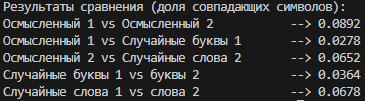 Результаты сравнения (доля совпадающих символов):
Осмысленный 1 vs Осмысленный 2 --> 0.0892
Осмысленный 1 vs Случайные буквы 1 --> 0.0278
Осмысленный 2 vs Случайные слова 2 --> 0.0652
Случайные буквы 1 vs буквы 2 --> 0.0364
Случайные слова 1 vs слова 2 --> 0.0678